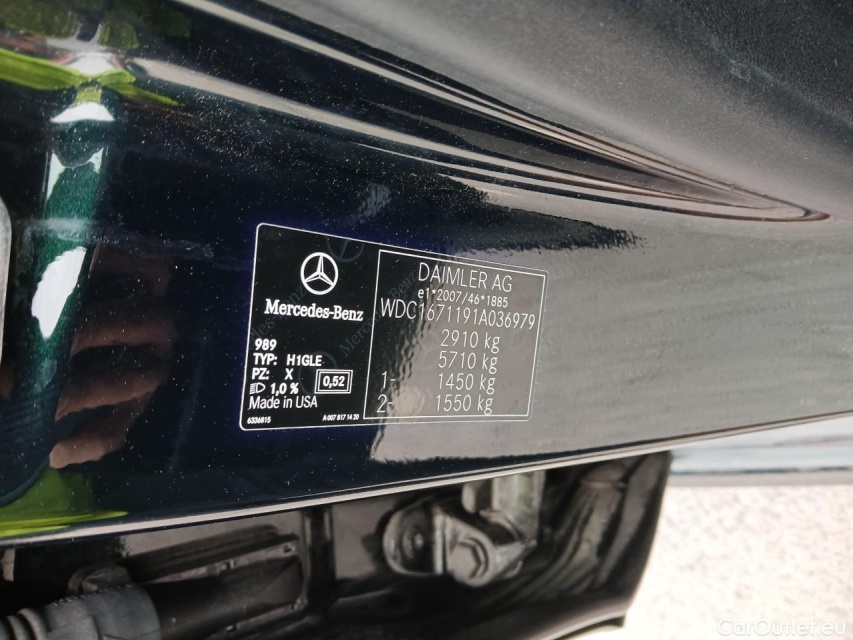 Mercedes-Benz
989
TYP: H1GLE
PZ: X
1,0 % 0,52
Made in USA
6336815 A 007 817 14 20
DAIMLER AG
e1*2007/46*1885
WDC1671191A036979
2910 kg
5710 kg
1- 1450 kg
2- 1550 kg
CarOutlet.eu